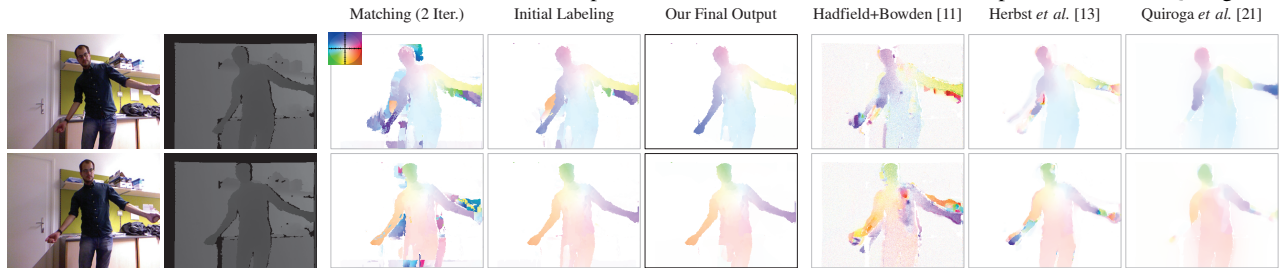 Matching (2 Iter.) Initial Labeling Our Final Output Hadfield+Bowden [11] Herbst et al. [13] Quiroga et al. [21]